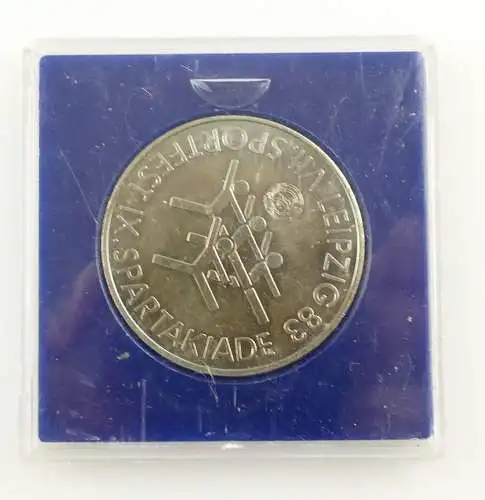 VII. SPORTFEST · IX. SPARTAKIADE
LEIPZIG 83